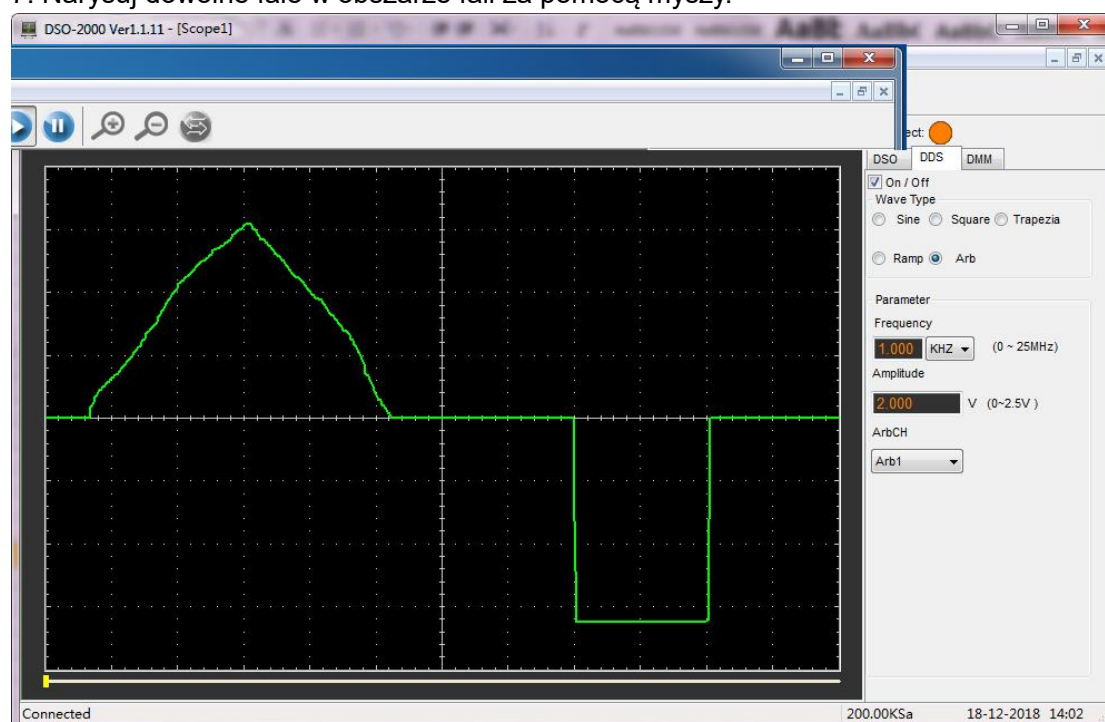 7. Narysuj dowolne fale w obszarze fali za pomocą myszy.
DSO-2000 Ver1.1.11 - [Scope1]
ect:
DSO DDS DMM
On / Off
Wave Type
Sine Square Trapezia
Ramp Arb
Parameter
Frequency
1.000 KHZ (0 ~ 25MHz)
Amplitude
2.000 V (0~2.5V )
ArbCH
Arb1
Connected 200.00KSa 18-12-2018 14:02